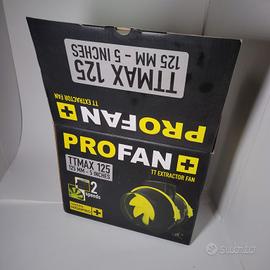 TTMAX 125
125 MM - 5 INCHES
TT EXTRACTOR FAN
PROFAN
PROFAN
TT EXTRACTOR FAN
TTMAX 125
125 MM - 5 INCHES
2
speeds
Subito